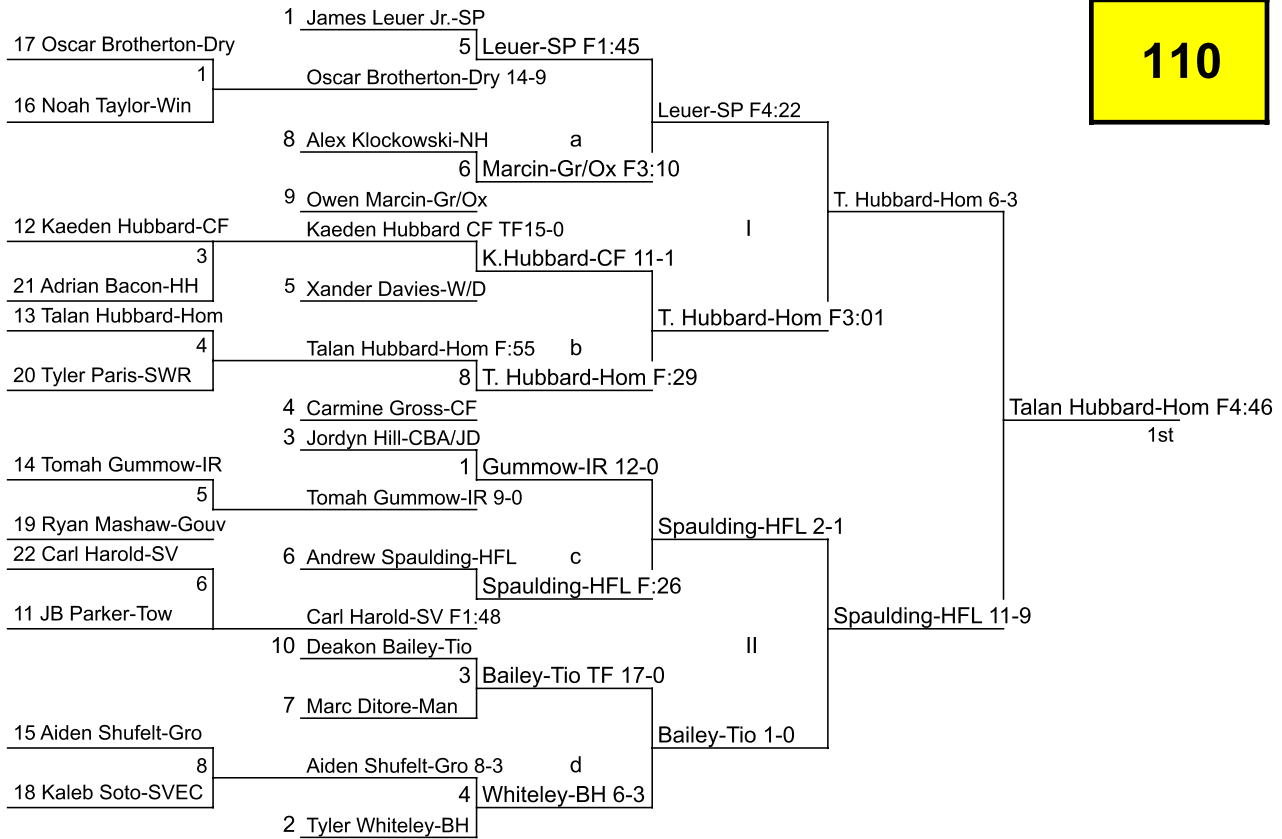 1 James Leuer Jr.-SP
110
17 Oscar Brotherton-Dry
5 Leuer-SP F1:45
1
Oscar Brotherton-Dry 14-9
16 Noah Taylor-Win
Leuer-SP F4:22
8 Alex Klockowski-NH
a
6 Marcin-Gr/Ox F3:10
9 Owen Marcin-Gr/Ox
T. Hubbard-Hom 6-3
12 Kaeden Hubbard-CF
Kaeden Hubbard CF TF15-0
I
3
K.Hubbard-CF 11-1
21 Adrian Bacon-HH
5 Xander Davies-W/D
13 Talan Hubbard-Hom
T. Hubbard-Hom F3:01
4
Talan Hubbard-Hom F:55
b
20 Tyler Paris-SWR
8 T. Hubbard-Hom F:29
4 Carmine Gross-CF
Talan Hubbard-Hom F4:46
1st
3 Jordyn Hill-CBA/JD
14 Tomah Gummow-IR
1 Gummow-IR 12-0
5
Tomah Gummow-IR 9-0
19 Ryan Mashaw-Gouv
Spaulding-HFL 2-1
22 Carl Harold-SV
6 Andrew Spaulding-HFL
c
6
Spaulding-HFL F:26
11 JB Parker-Tow
Carl Harold-SV F1:48
Spaulding-HFL 11-9
10 Deakon Bailey-Tio
II
3 Bailey-Tio TF 17-0
7 Marc Ditore-Man
15 Aiden Shufelt-Gro
Bailey-Tio 1-0
8
Aiden Shufelt-Gro 8-3
d
18 Kaleb Soto-SVEC
4 Whiteley-BH 6-3
2 Tyler Whiteley-BH